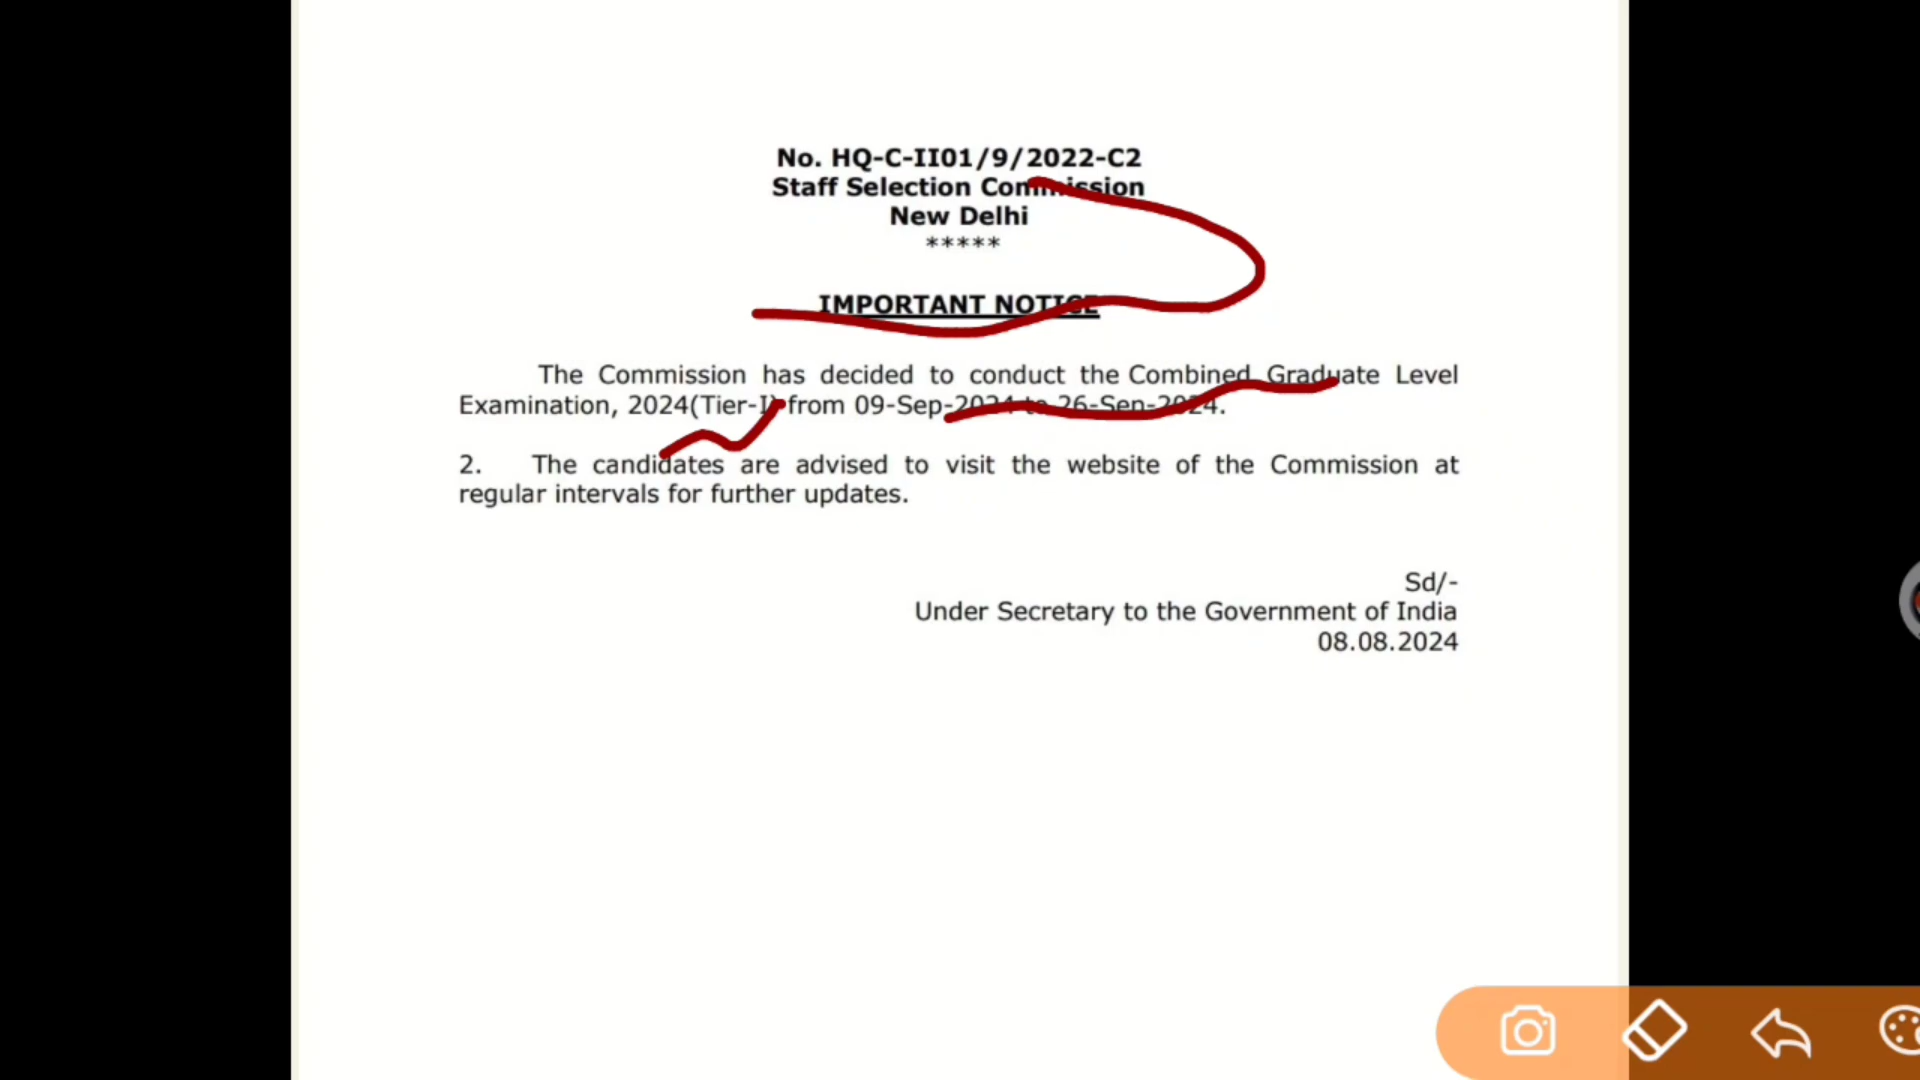 No. HQ-C-II01/9/2022-C2
Staff Selection Commission
New Delhi
*****
IMPORTANT NOTICE
The Commission has decided to conduct the Combined Graduate Level
Examination, 2024(Tier-I) from 09-Sep-2024 to 26-Sep-2024.
2. The candidates are advised to visit the website of the Commission at
regular intervals for further updates.
Sd/-
Under Secretary to the Government of India
08.08.2024